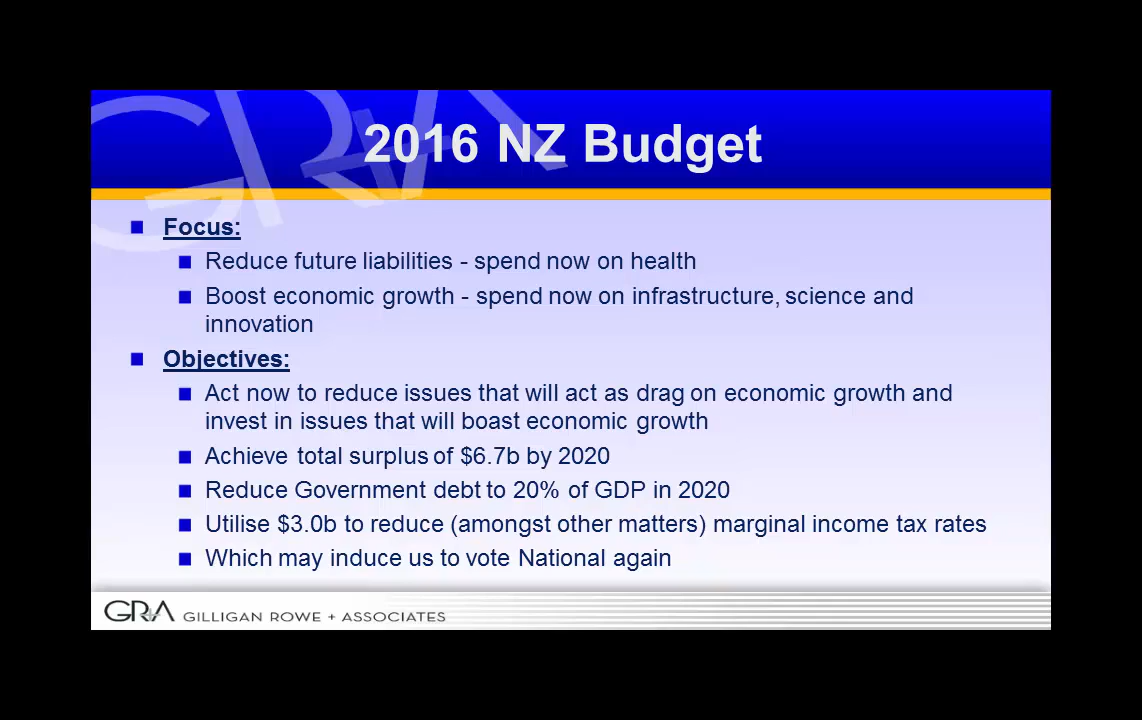 2016 NZ Budget
Focus:
Reduce future liabilities - spend now on health
Boost economic growth - spend now on infrastructure, science and
innovation
Objectives:
Act now to reduce issues that will act as drag on economic growth and
invest in issues that will boast economic growth
Achieve total surplus of $6.7b by 2020
Reduce Government debt to 20% of GDP in 2020
Utilise $3.0b to reduce (amongst other matters) marginal income tax rates
Which may induce us to vote National again
GRA GILLIGAN ROWE + ASSOCIATES